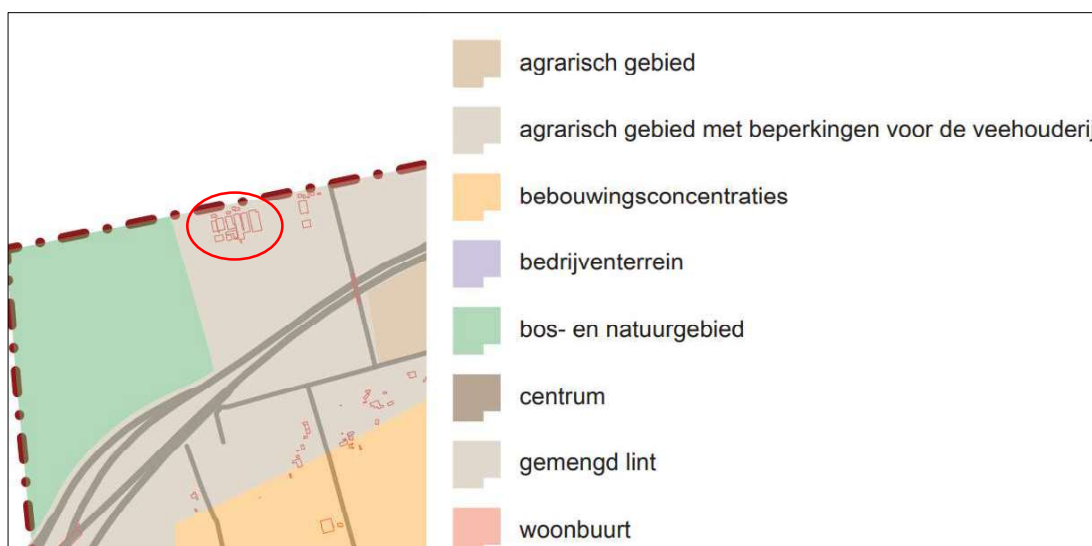 agrarisch gebied
agrarisch gebied met beperkingen voor de veehouderij
bebouwingsconcentraties
bedrijventerrein
bos- en natuurgebied
centrum
gemengd lint
woonbuurt